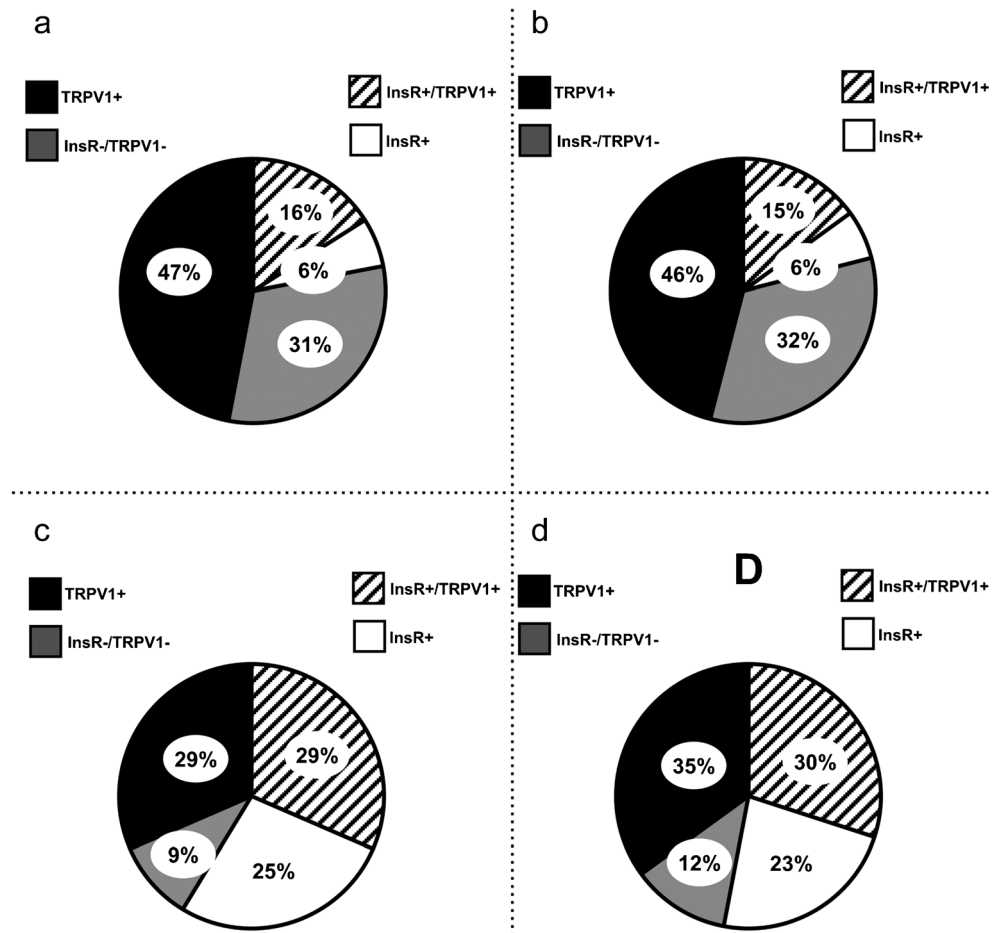 a
TRPV1+
InsR+/TRPV1+
InsR-/TRPV1-
InsR+
16%
47%
6%
31%
b
TRPV1+
InsR+/TRPV1+
InsR-/TRPV1-
InsR+
15%
46%
6%
32%
c
TRPV1+
InsR+/TRPV1+
InsR-/TRPV1-
InsR+
29%
29%
9%
25%
d
D
TRPV1+
InsR+/TRPV1+
InsR-/TRPV1-
InsR+
35%
30%
12%
23%